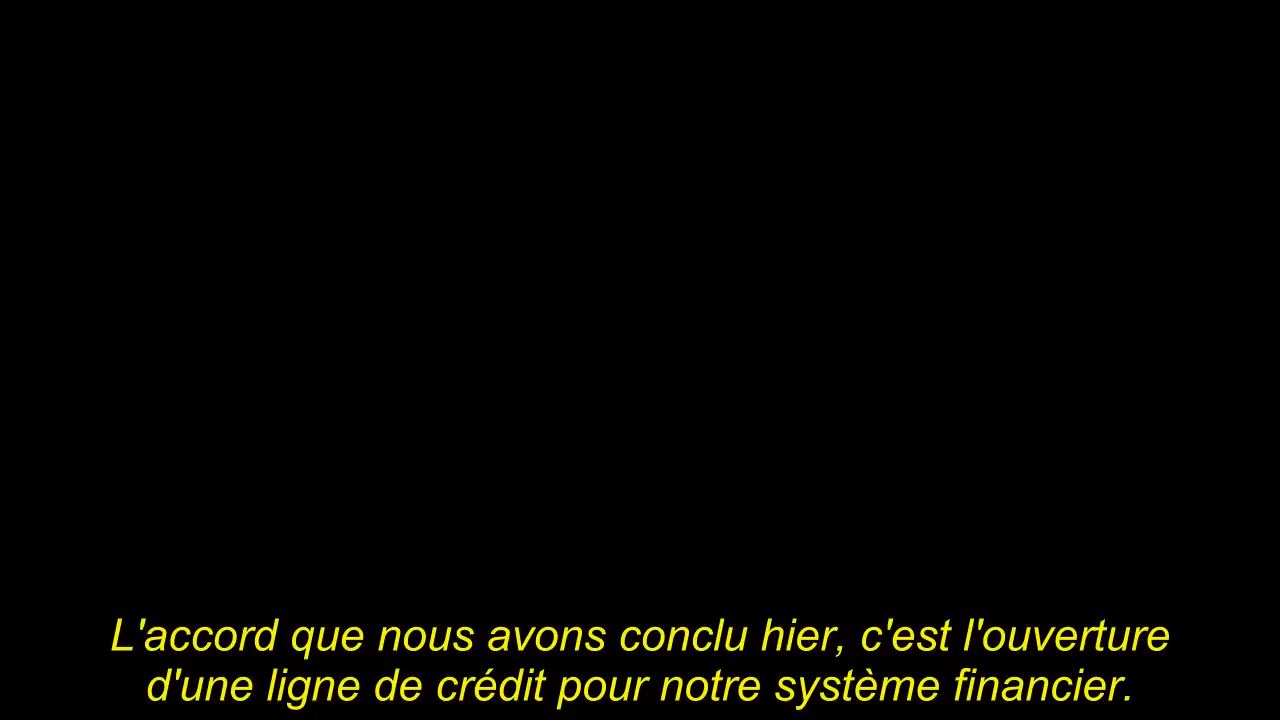 L'accord que nous avons conclu hier, c'est l'ouverture
d'une ligne de crédit pour notre système financier.